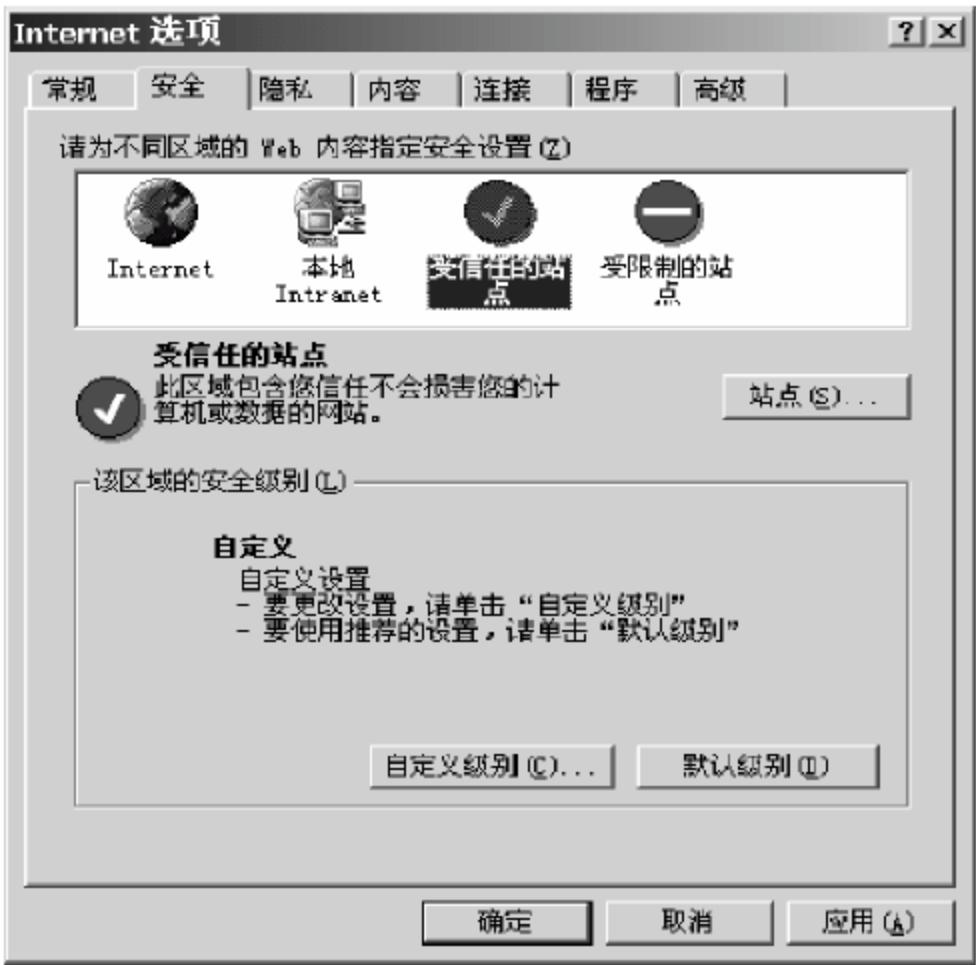 Internet 选项
常规 安全 隐私 内容 连接 程序 高级
请为不同区域的 Web 内容指定安全设置(Z)
Internet 本地 受信任的站 受限制的站
Intranet 点 点
受信任的站点
此区域包含您信任不会损害您的计 站点(S)...
算机或数据的网站。
该区域的安全级别(L)
自定义
自定义设置
- 要更改设置，请单击“自定义级别”
- 要使用推荐的设置，请单击“默认级别”
自定义级别(C)... 默认级别(D)
确定 取消 应用(A)